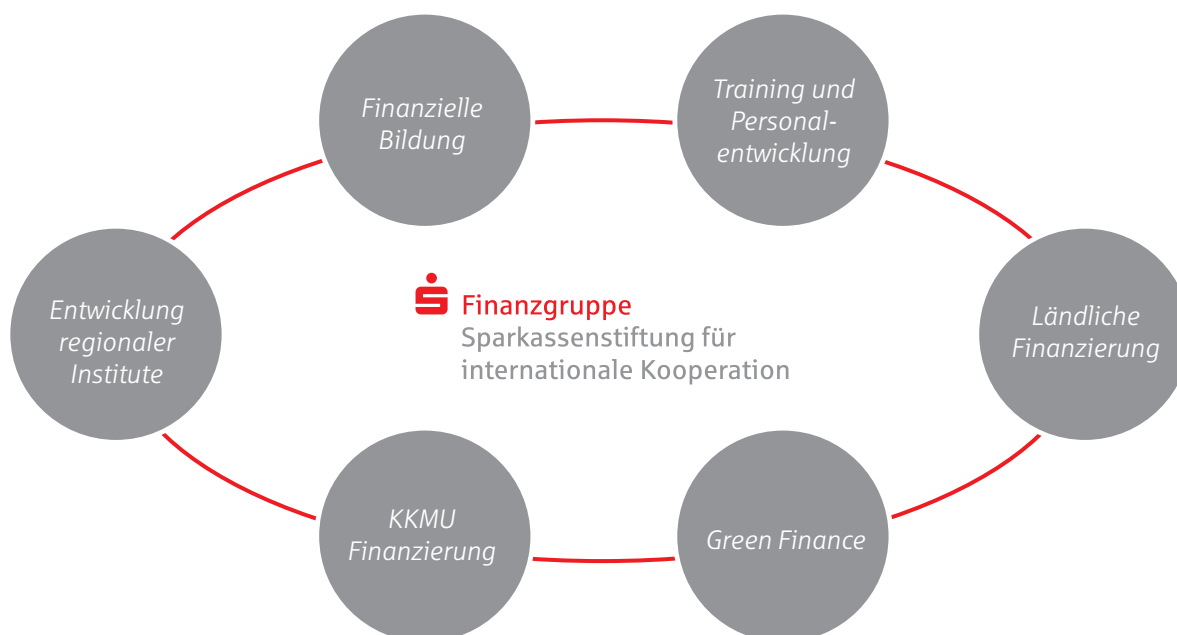 Finanzielle
Bildung
Training und
Personal-
entwicklung
Entwicklung
regionaler
Institute
Finanzgruppe
Sparkassenstiftung für
internationale Kooperation
Ländliche
Finanzierung
KKMU
Finanzierung
Green Finance